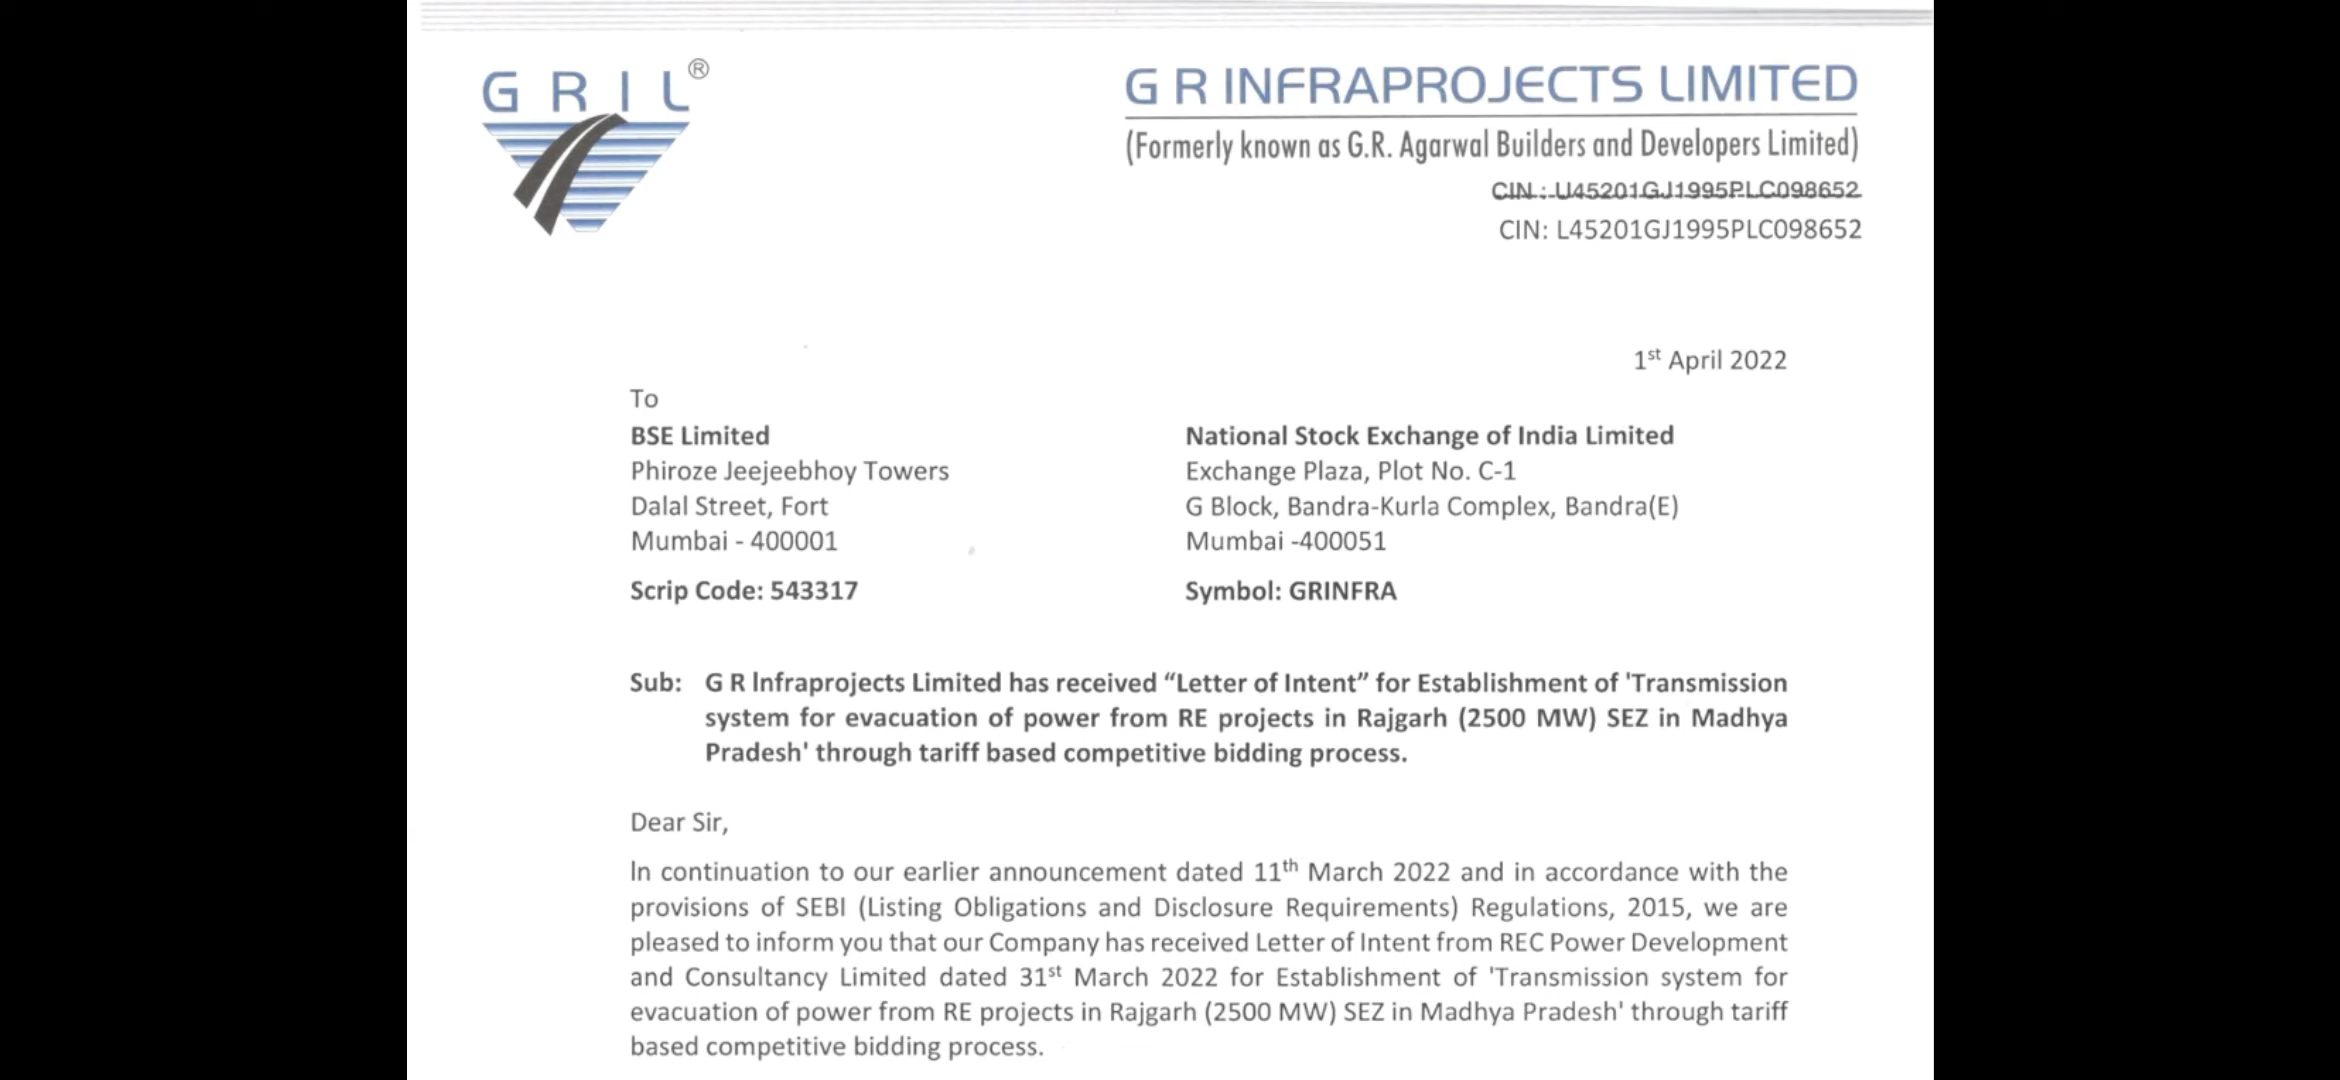 G R I L®
G R INFRAPROJECTS LIMITED
(Formerly known as G.R. Agarwal Builders and Developers Limited)
CIN : U45201GJ1995PLC098652
CIN: L45201GJ1995PLC098652
1st April 2022
To
BSE Limited
Phiroze Jeejeebhoy Towers
Dalal Street, Fort
Mumbai - 400001
Scrip Code: 543317
National Stock Exchange of India Limited
Exchange Plaza, Plot No. C-1
G Block, Bandra-Kurla Complex, Bandra(E)
Mumbai -400051
Symbol: GRINFRA
Sub: G R Infraprojects Limited has received “Letter of Intent” for Establishment of 'Transmission
system for evacuation of power from RE projects in Rajgarh (2500 MW) SEZ in Madhya
Pradesh' through tariff based competitive bidding process.
Dear Sir,
In continuation to our earlier announcement dated 11th March 2022 and in accordance with the
provisions of SEBI (Listing Obligations and Disclosure Requirements) Regulations, 2015, we are
pleased to inform you that our Company has received Letter of Intent from REC Power Development
and Consultancy Limited dated 31st March 2022 for Establishment of 'Transmission system for
evacuation of power from RE projects in Rajgarh (2500 MW) SEZ in Madhya Pradesh' through tariff
based competitive bidding process.